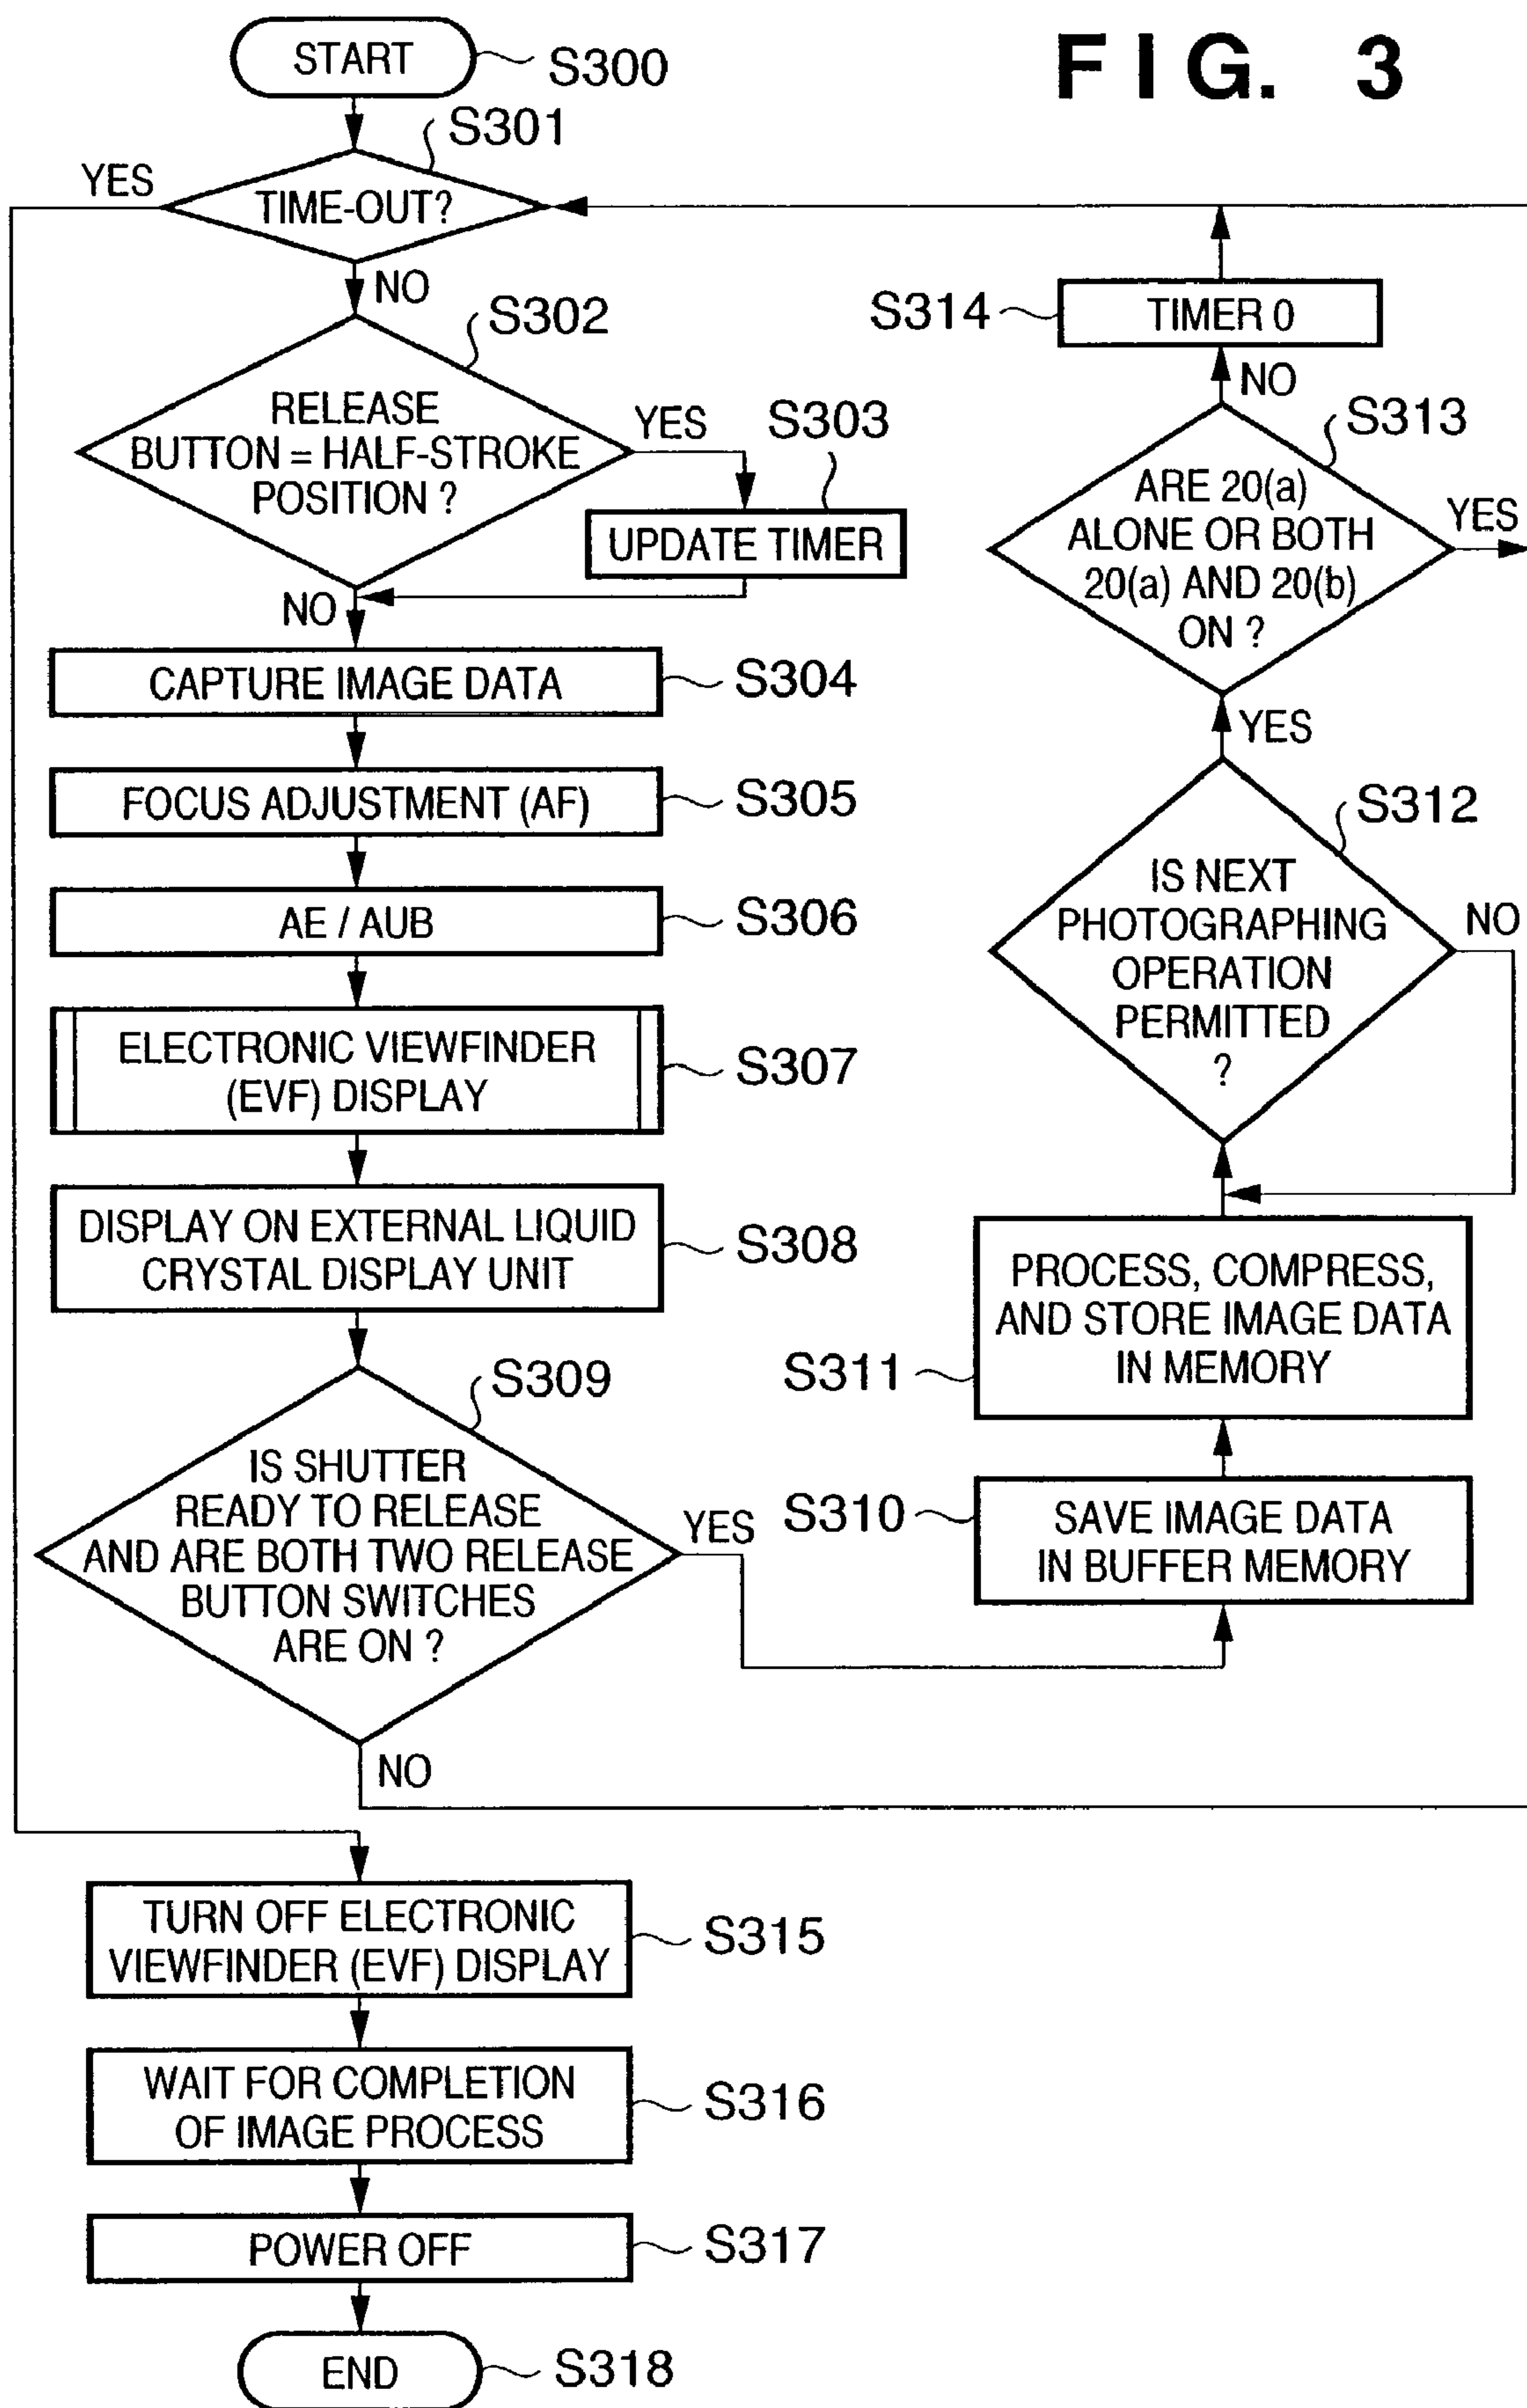 FIG. 3
START
S300
S301
YES
TIME-OUT?
NO
S302
RELEASE
BUTTON = HALF-STROKE
POSITION ?
YES
S303
UPDATE TIMER
NO
CAPTURE IMAGE DATA
S304
FOCUS ADJUSTMENT (AF)
S305
AE / AUB
S306
ELECTRONIC VIEWFINDER
(EVF) DISPLAY
S307
DISPLAY ON EXTERNAL LIQUID
CRYSTAL DISPLAY UNIT
S308
S309
IS SHUTTER
READY TO RELEASE
AND ARE BOTH TWO RELEASE
BUTTON SWITCHES
ARE ON ?
YES
NO
S310
SAVE IMAGE DATA
IN BUFFER MEMORY
S311
PROCESS, COMPRESS,
AND STORE IMAGE DATA
IN MEMORY
S312
IS NEXT
PHOTOGRAPHING
OPERATION
PERMITTED
?
NO
YES
S313
ARE 20(a)
ALONE OR BOTH
20(a) AND 20(b)
ON ?
YES
NO
S314
TIMER 0
TURN OFF ELECTRONIC
VIEWFINDER (EVF) DISPLAY
S315
WAIT FOR COMPLETION
OF IMAGE PROCESS
S316
POWER OFF
S317
END
S318